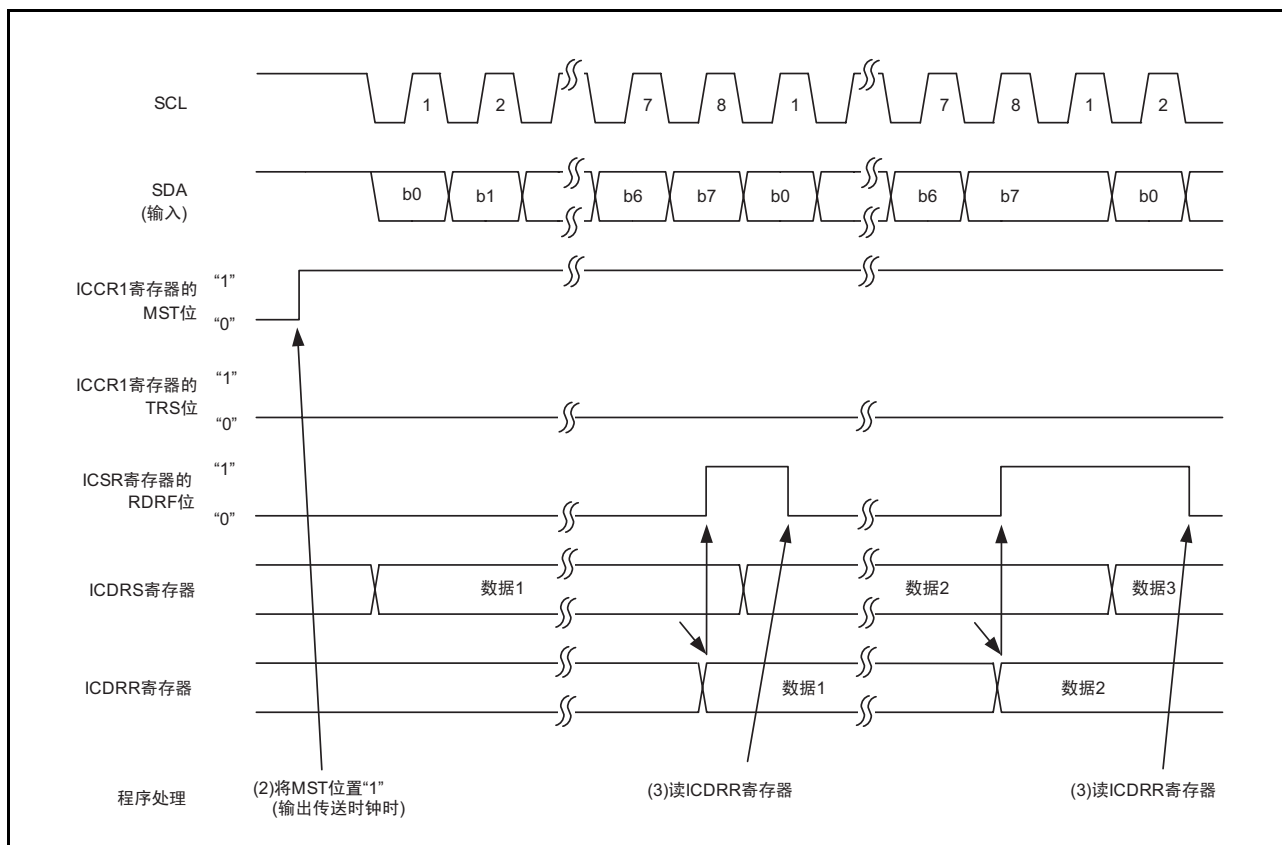 SCL
1 2 7 8 1 7 8 1 2
SDA
(输入)
b0 b1 b6 b7 b0 b6 b7 b0
ICCR1寄存器的
MST位
“1”
“0”
ICCR1寄存器的
TRS位
“1”
“0”
ICSR寄存器的
RDRF位
“1”
“0”
ICDRS寄存器
数据1 数据2 数据3
ICDRR寄存器
数据1 数据2
程序处理
(2)将MST位置“1”
(输出传送时钟时)
(3)读ICDRR寄存器
(3)读ICDRR寄存器